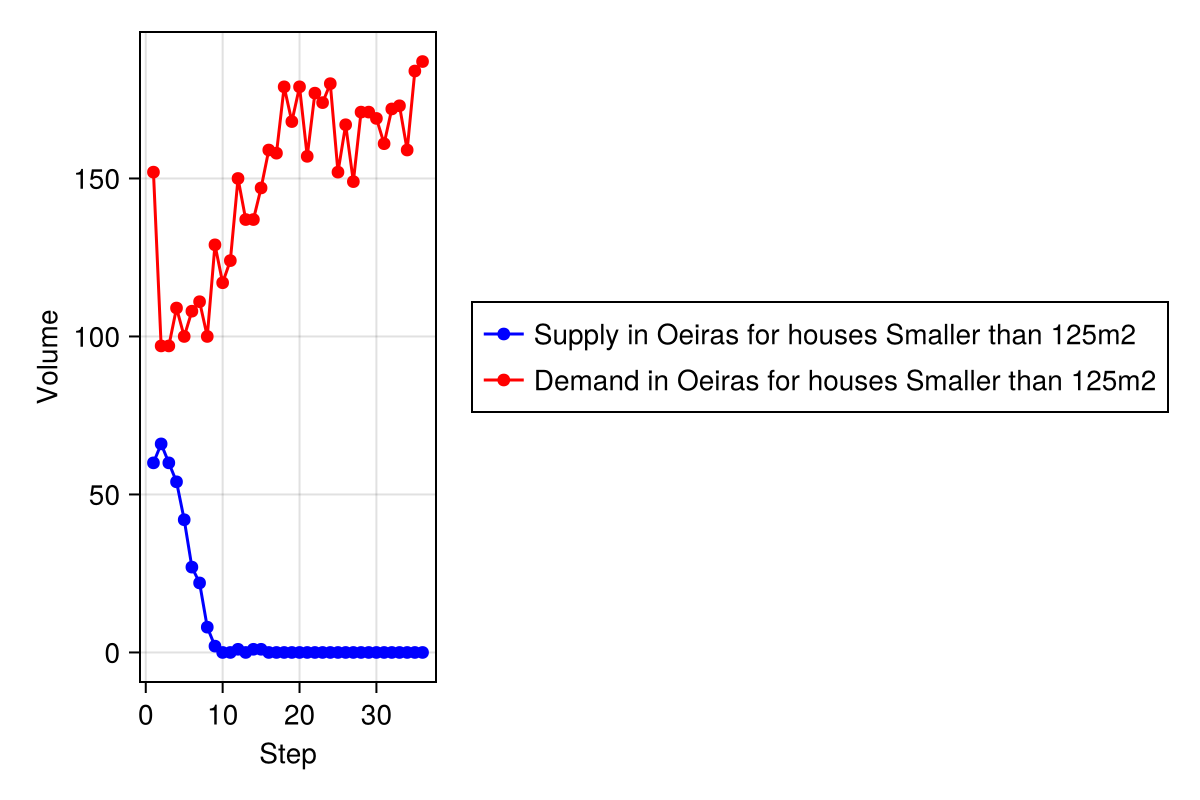 150
100
50
0
Volume
0 10 20 30
Step
Supply in Oeiras for houses Smaller than 125m2
Demand in Oeiras for houses Smaller than 125m2